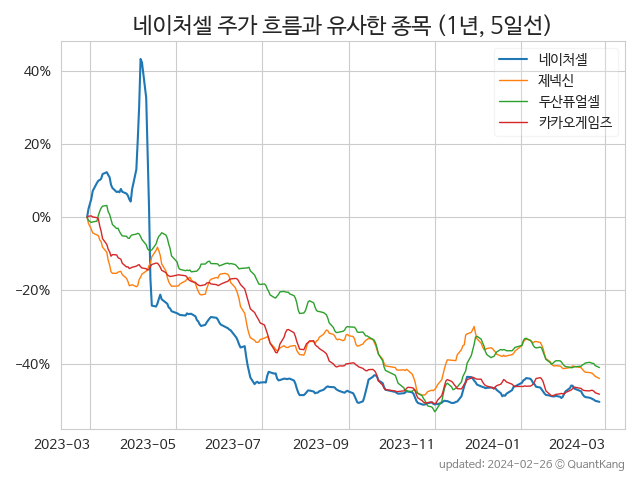 네이처셀 주가 흐름과 유사한 종목 (1년, 5일선)
네이처셀
제넥신
두산퓨얼셀
카카오게임즈
40%
20%
0%
−20%
−40%
2023-03 2023-05 2023-07 2023-09 2023-11 2024-01 2024-03
updated: 2024-02-26 © QuantKang